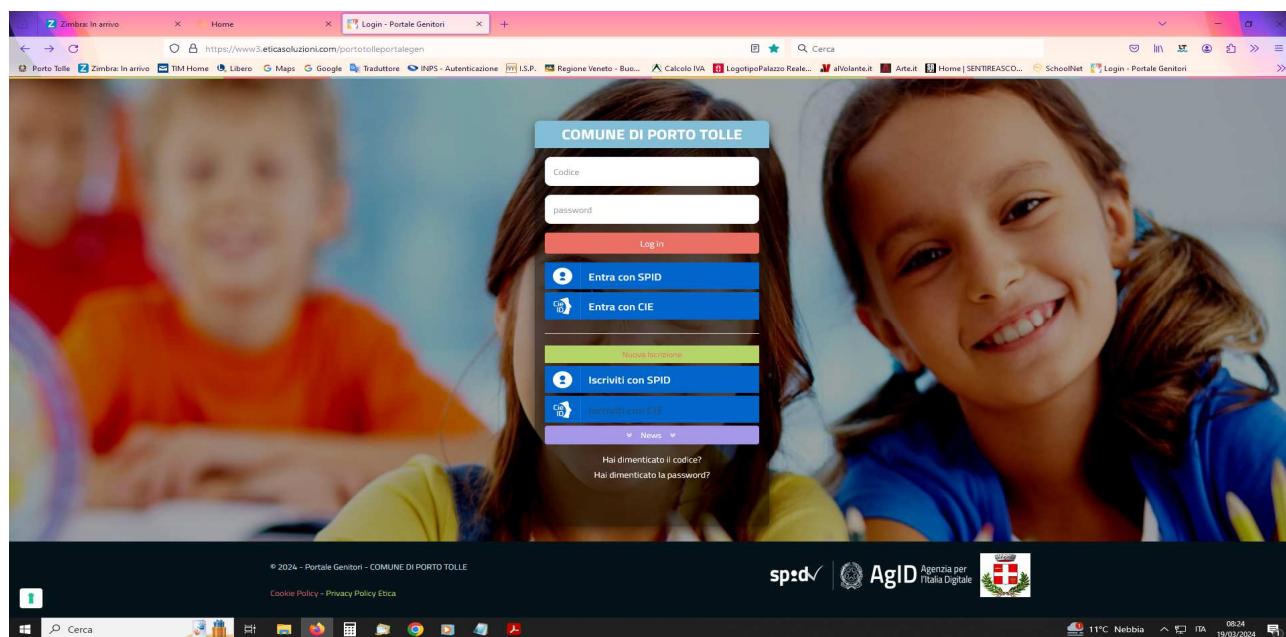 Zimbra: In arrivo
Home
Login - Portale Genitori
https://www3.eticasoluzioni.com/portotolleportalegen
Cerca
Porto Tolle
Zimbra: In arrivo
TIM Home
Libero
Maps
Google
Traduttore
INPS - Autenticazione
I.S.P.
Regione Veneto - Buo...
Calcolo IVA
LogotipoPalazzo Reale...
alVolante.it
Arte.it
Home | SENTIREASCO...
SchoolNet
Login - Portale Genitori
COMUNE DI PORTO TOLLE
Codice
password
Log in
Entra con SPID
Entra con CIE
Nuova Iscrizione
Iscriviti con SPID
Iscriviti con CIE
News
Hai dimenticato il codice?
Hai dimenticato la password?
© 2024 - Portale Genitori - COMUNE DI PORTO TOLLE
Cookie Policy - Privacy Policy Etica
sp:d
AgID Agenzia per
l'Italia Digitale
Cerca
11°C Nebbia
ITA
08:24
19/03/2024